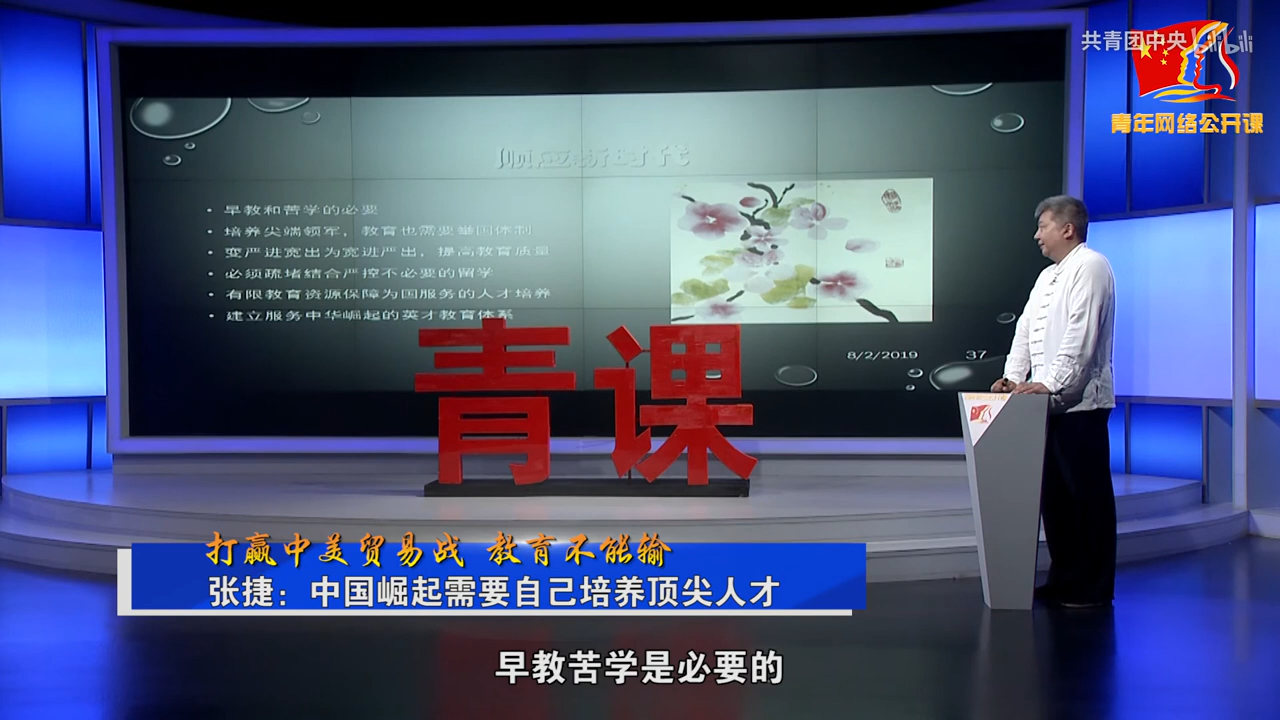 共青团中央 bilibili
青年网络公开课
顺应新时代
• 早教和苦学的必要
• 培养尖端领军，教育也需要举国体制
• 变严进宽出为宽进严出，提高教育质量
• 必须疏堵结合严控不必要的留学
• 有限教育资源保障为国服务的人才培养
• 建立服务中华崛起的英才教育体系
8/2/2019 37
青课
打赢中美贸易战 教育不能输
张捷：中国崛起需要自己培养顶尖人才
早教苦学是必要的